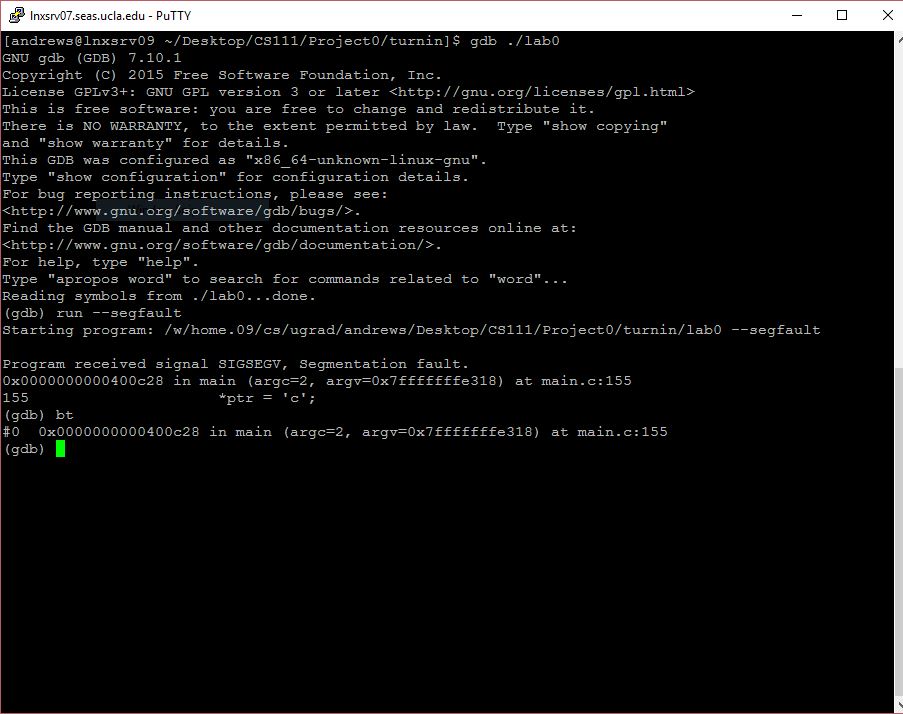 lnxsrv07.seas.ucla.edu - PuTTY
[andrews@lnxsrv09 ~/Desktop/CS111/Project0/turnin]$ gdb ./lab0
GNU gdb (GDB) 7.10.1
Copyright (C) 2015 Free Software Foundation, Inc.
License GPLv3+: GNU GPL version 3 or later <http://gnu.org/licenses/gpl.html>
This is free software: you are free to change and redistribute it.
There is NO WARRANTY, to the extent permitted by law.  Type "show copying"
and "show warranty" for details.
This GDB was configured as "x86_64-unknown-linux-gnu".
Type "show configuration" for configuration details.
For bug reporting instructions, please see:
<http://www.gnu.org/software/gdb/bugs/>.
Find the GDB manual and other documentation resources online at:
<http://www.gnu.org/software/gdb/documentation/>.
For help, type "help".
Type "apropos word" to search for commands related to "word"...
Reading symbols from ./lab0...done.
(gdb) run --segfault
Starting program: /w/home.09/cs/ugrad/andrews/Desktop/CS111/Project0/turnin/lab0 --segfault
Program received signal SIGSEGV, Segmentation fault.
0x0000000000400c28 in main (argc=2, argv=0x7fffffffe318) at main.c:155
155                     *ptr = 'c';
(gdb) bt
#0  0x0000000000400c28 in main (argc=2, argv=0x7fffffffe318) at main.c:155
(gdb)